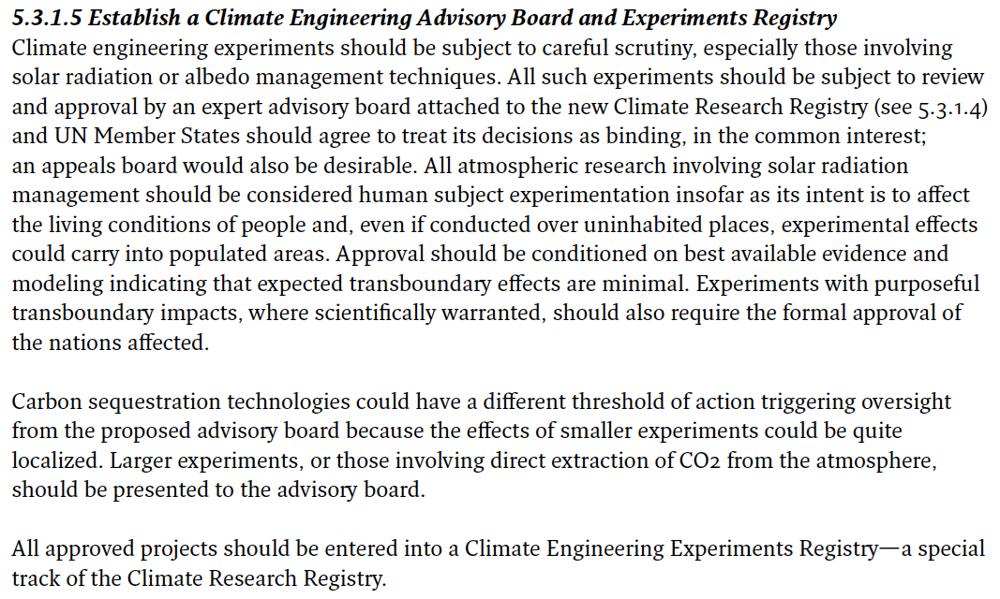 5.3.1.5 Establish a Climate Engineering Advisory Board and Experiments Registry
Climate engineering experiments should be subject to careful scrutiny, especially those involving
solar radiation or albedo management techniques. All such experiments should be subject to review
and approval by an expert advisory board attached to the new Climate Research Registry (see 5.3.1.4)
and UN Member States should agree to treat its decisions as binding, in the common interest;
an appeals board would also be desirable. All atmospheric research involving solar radiation
management should be considered human subject experimentation insofar as its intent is to affect
the living conditions of people and, even if conducted over uninhabited places, experimental effects
could carry into populated areas. Approval should be conditioned on best available evidence and
modeling indicating that expected transboundary effects are minimal. Experiments with purposeful
transboundary impacts, where scientifically warranted, should also require the formal approval of
the nations affected.
Carbon sequestration technologies could have a different threshold of action triggering oversight
from the proposed advisory board because the effects of smaller experiments could be quite
localized. Larger experiments, or those involving direct extraction of CO2 from the atmosphere,
should be presented to the advisory board.
All approved projects should be entered into a Climate Engineering Experiments Registry—a special
track of the Climate Research Registry.